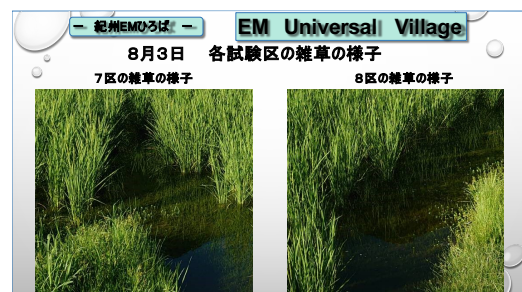 ― 紀州EMひろば ―
EM Universal Village
８月３日　各試験区の雑草の様子
７区の雑草の様子
８区の雑草の様子